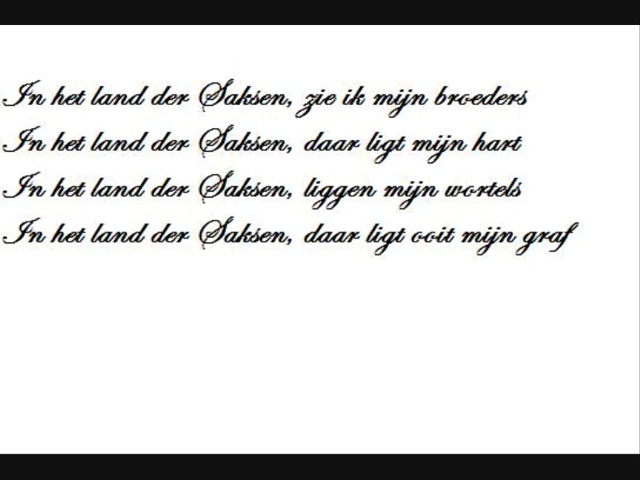 In het land der Saksen, zie ik mijn broeders
In het land der Saksen, daar ligt mijn hart
In het land der Saksen, liggen mijn wortels
In het land der Saksen, daar ligt ooit mijn graf